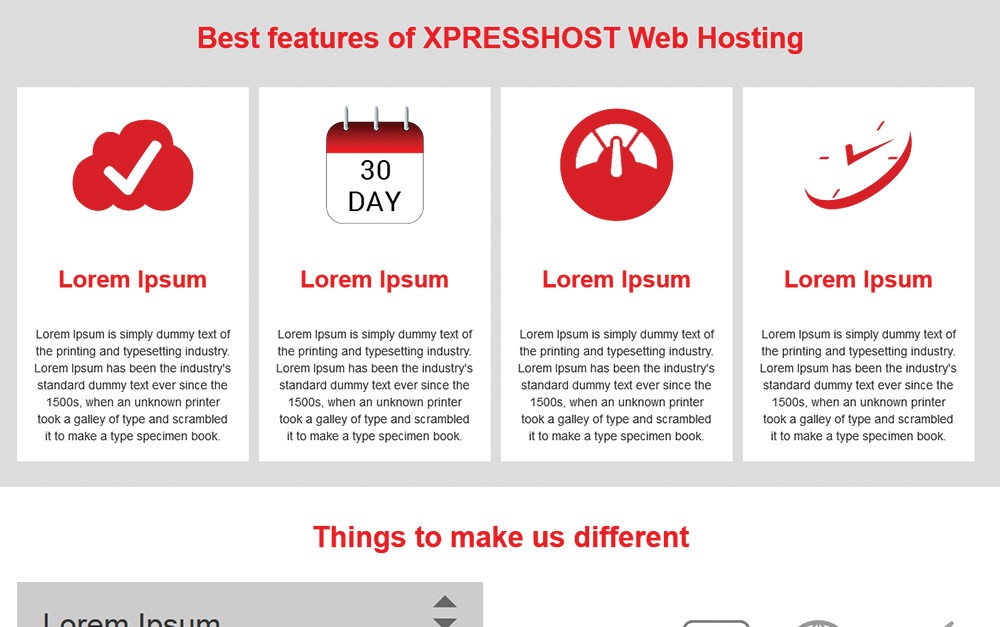 Best features of XPRESSHOST Web Hosting
30
DAY
Lorem Ipsum
Lorem Ipsum is simply dummy text of
the printing and typesetting industry.
Lorem Ipsum has been the industry's
standard dummy text ever since the
1500s, when an unknown printer
took a galley of type and scrambled
it to make a type specimen book.
Lorem Ipsum
Lorem Ipsum is simply dummy text of
the printing and typesetting industry.
Lorem Ipsum has been the industry's
standard dummy text ever since the
1500s, when an unknown printer
took a galley of type and scrambled
it to make a type specimen book.
Lorem Ipsum
Lorem Ipsum is simply dummy text of
the printing and typesetting industry.
Lorem Ipsum has been the industry's
standard dummy text ever since the
1500s, when an unknown printer
took a galley of type and scrambled
it to make a type specimen book.
Lorem Ipsum
Lorem Ipsum is simply dummy text of
the printing and typesetting industry.
Lorem Ipsum has been the industry's
standard dummy text ever since the
1500s, when an unknown printer
took a galley of type and scrambled
it to make a type specimen book.
Things to make us different
Lorem Ipsum